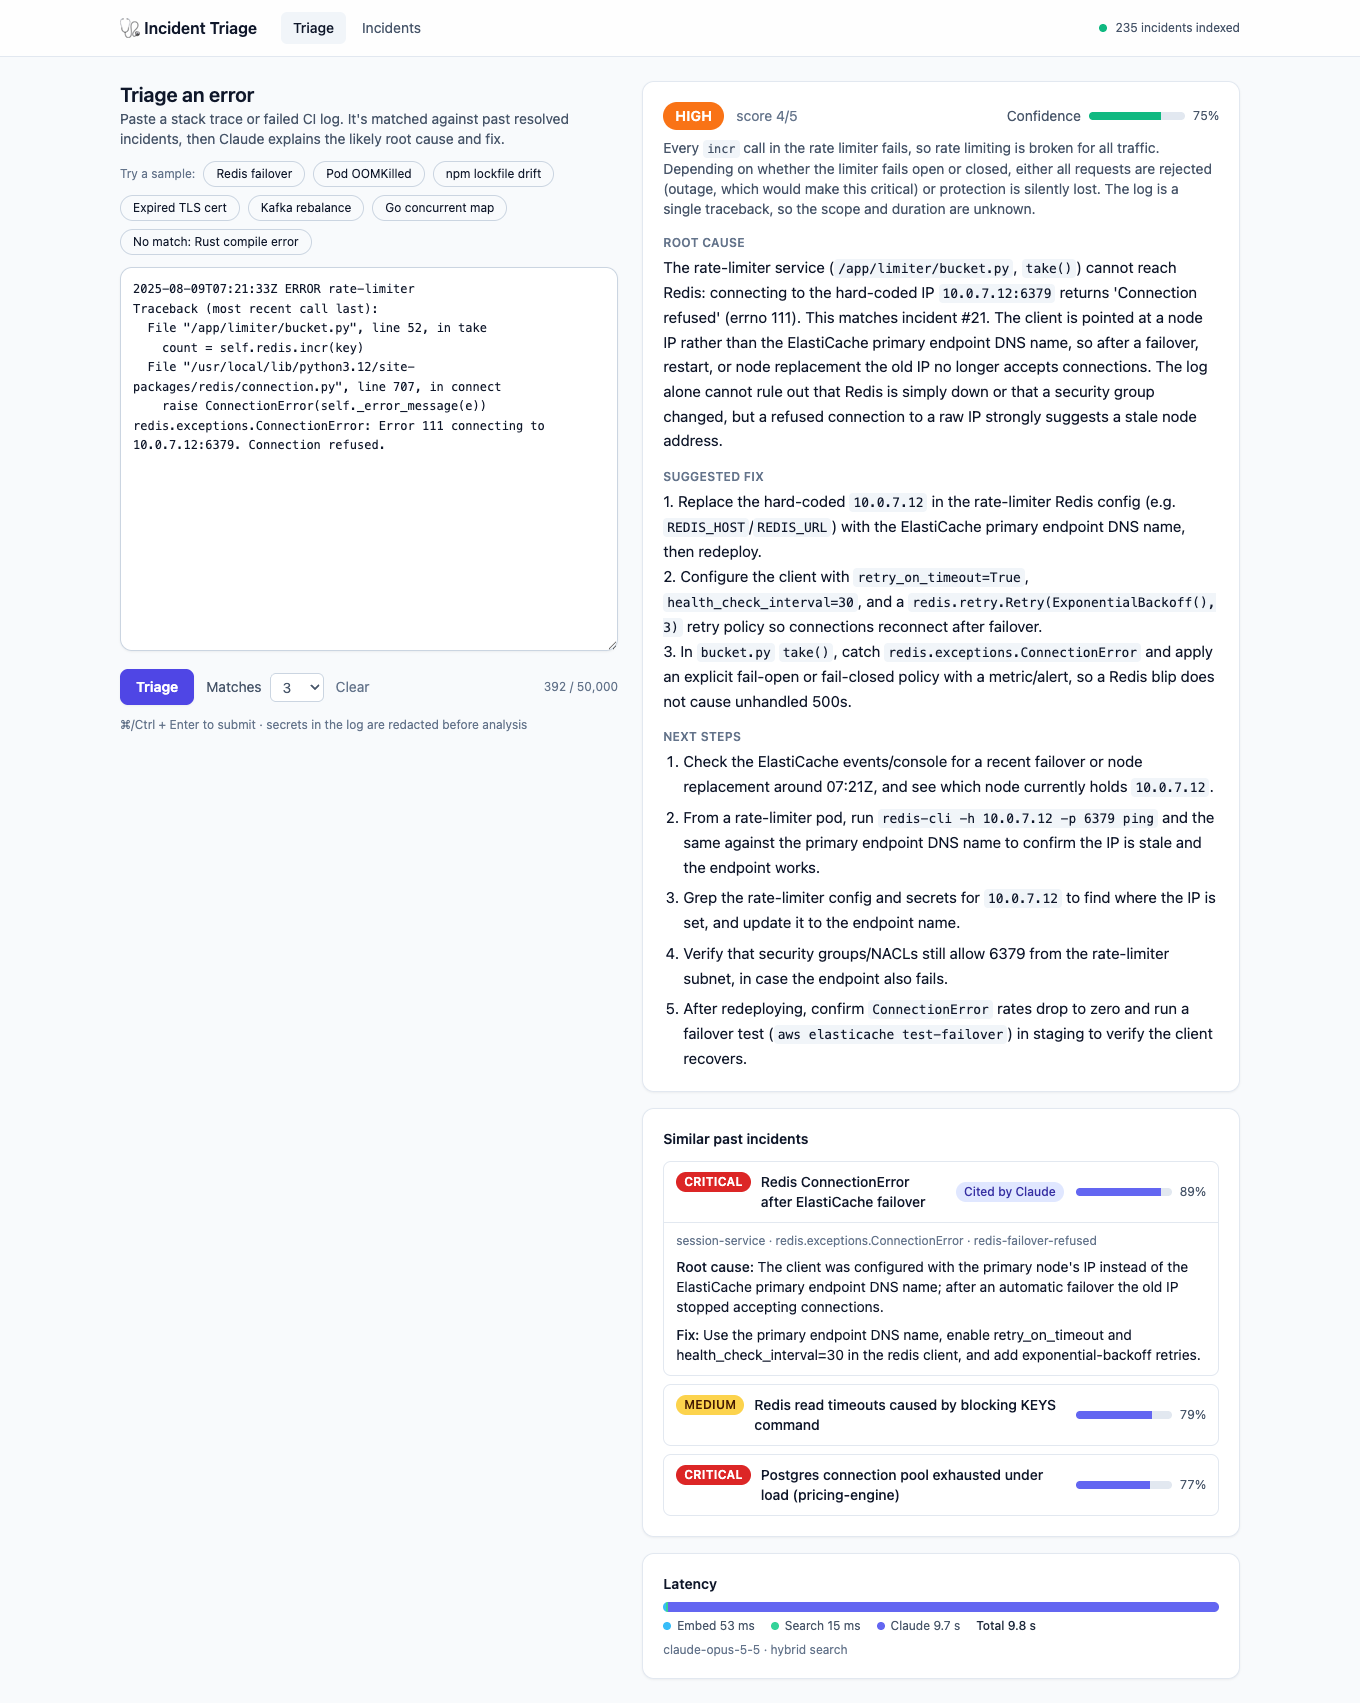 Incident Triage
Triage
Incidents
235 incidents indexed
Triage an error
Paste a stack trace or failed CI log. It's matched against past resolved
incidents, then Claude explains the likely root cause and fix.
Try a sample:
Redis failover
Pod OOMKilled
npm lockfile drift
Expired TLS cert
Kafka rebalance
Go concurrent map
No match: Rust compile error
2025-08-09T07:21:33Z ERROR rate-limiter
Traceback (most recent call last):
File "/app/limiter/bucket.py", line 52, in take
count = self.redis.incr(key)
File "/usr/local/lib/python3.12/site-
packages/redis/connection.py", line 707, in connect
raise ConnectionError(self._error_message(e))
redis.exceptions.ConnectionError: Error 111 connecting to
10.0.7.12:6379. Connection refused.
Triage
Matches
3
Clear
392 / 50,000
⌘/Ctrl + Enter to submit · secrets in the log are redacted before analysis
HIGH
score 4/5
Confidence
75%
Every incr call in the rate limiter fails, so rate limiting is broken for all traffic.
Depending on whether the limiter fails open or closed, either all requests are rejected
(outage, which would make this critical) or protection is silently lost. The log is a
single traceback, so the scope and duration are unknown.
ROOT CAUSE
The rate-limiter service (/app/limiter/bucket.py, take()) cannot reach
Redis: connecting to the hard-coded IP 10.0.7.12:6379 returns 'Connection
refused' (errno 111). This matches incident #21. The client is pointed at a node
IP rather than the ElastiCache primary endpoint DNS name, so after a failover,
restart, or node replacement the old IP no longer accepts connections. The log
alone cannot rule out that Redis is simply down or that a security group
changed, but a refused connection to a raw IP strongly suggests a stale node
address.
SUGGESTED FIX
1. Replace the hard-coded 10.0.7.12 in the rate-limiter Redis config (e.g.
REDIS_HOST/REDIS_URL) with the ElastiCache primary endpoint DNS name,
then redeploy.
2. Configure the client with retry_on_timeout=True,
health_check_interval=30, and a redis.retry.Retry(ExponentialBackoff(),
3) retry policy so connections reconnect after failover.
3. In bucket.py take(), catch redis.exceptions.ConnectionError and apply
an explicit fail-open or fail-closed policy with a metric/alert, so a Redis blip does
not cause unhandled 500s.
NEXT STEPS
1. Check the ElastiCache events/console for a recent failover or node
replacement around 07:21Z, and see which node currently holds 10.0.7.12.
2. From a rate-limiter pod, run redis-cli -h 10.0.7.12 -p 6379 ping and the
same against the primary endpoint DNS name to confirm the IP is stale and
the endpoint works.
3. Grep the rate-limiter config and secrets for 10.0.7.12 to find where the IP is
set, and update it to the endpoint name.
4. Verify that security groups/NACLs still allow 6379 from the rate-limiter
subnet, in case the endpoint also fails.
5. After redeploying, confirm ConnectionError rates drop to zero and run a
failover test (aws elasticache test-failover) in staging to verify the client
recovers.
Similar past incidents
CRITICAL
Redis ConnectionError
after ElastiCache failover
Cited by Claude
89%
session-service · redis.exceptions.ConnectionError · redis-failover-refused
Root cause: The client was configured with the primary node's IP instead of the
ElastiCache primary endpoint DNS name; after an automatic failover the old IP
stopped accepting connections.
Fix: Use the primary endpoint DNS name, enable retry_on_timeout and
health_check_interval=30 in the redis client, and add exponential-backoff retries.
MEDIUM
Redis read timeouts caused by blocking KEYS
command
79%
CRITICAL
Postgres connection pool exhausted under
load (pricing-engine)
77%
Latency
Embed 53 ms
Search 15 ms
Claude 9.7 s
Total 9.8 s
claude-opus-5-5 · hybrid search